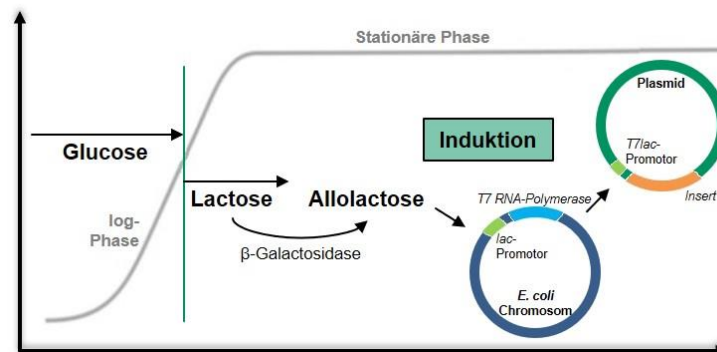 Stationäre Phase
Plasmid
Glucose
Induktion
T7lac-
Promotor
Insert
Lactose
Allolactose
T7 RNA-Polymerase
log-
Phase
β-Galactosidase
lac-
Promotor
E. coli
Chromosom